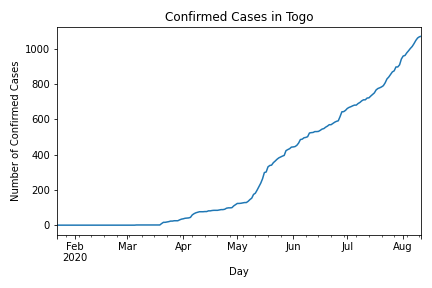 Confirmed Cases in Togo
Number of Confirmed Cases
1000
800
600
400
200
0
Feb Mar Apr May Jun Jul Aug
2020
Day